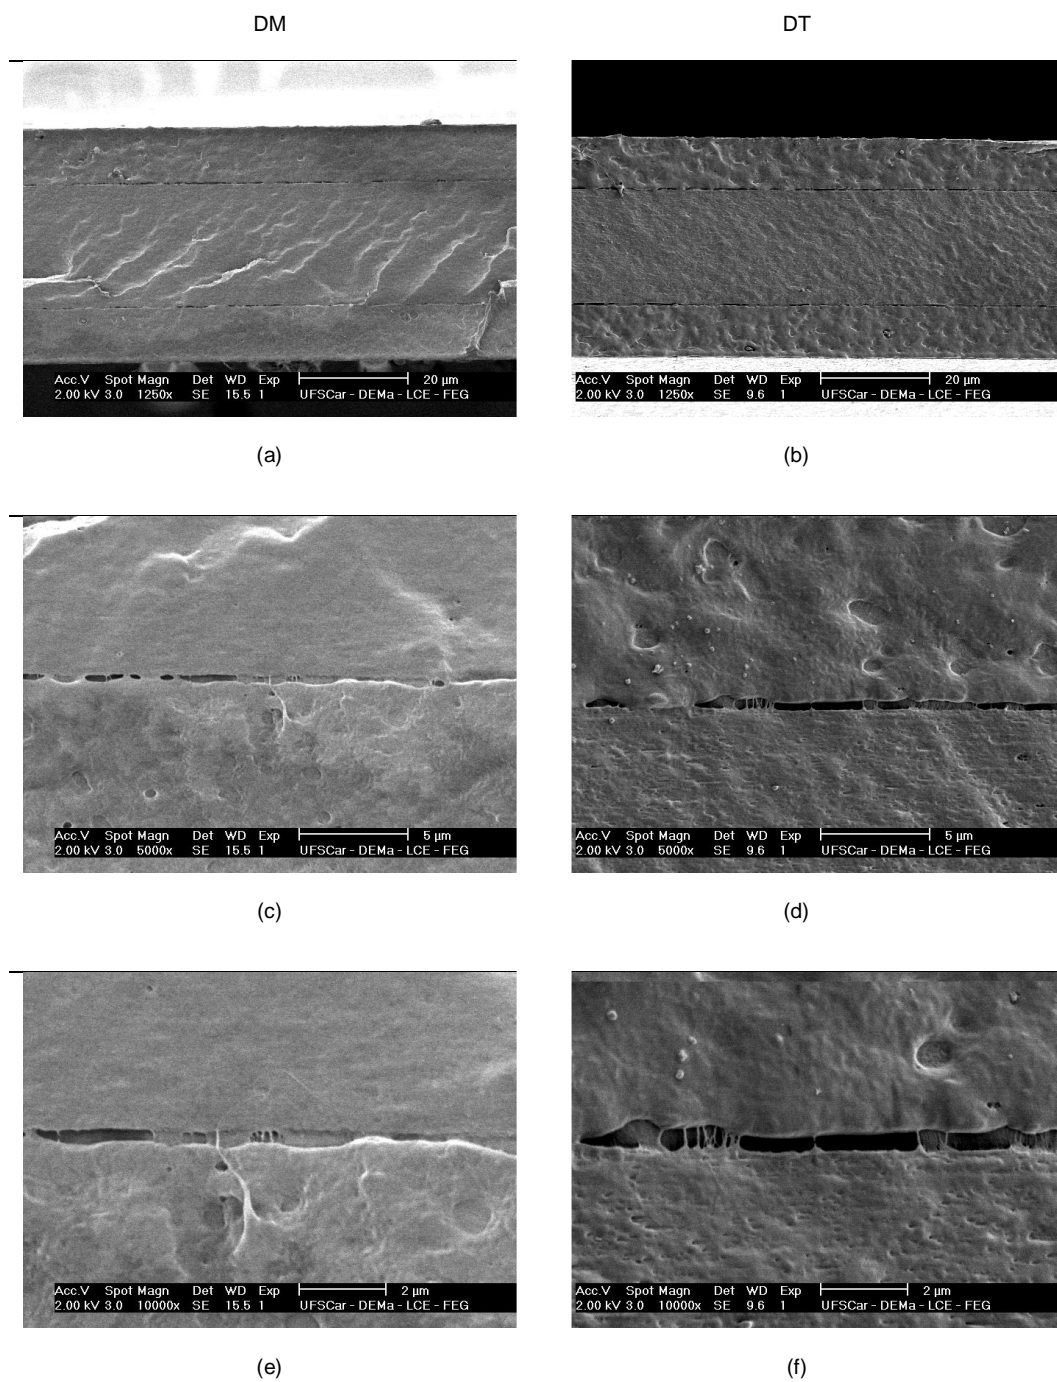 DM DT
Acc.V Spot Magn Det WD Exp 20 µm
2.00 kV 3.0 1250x SE 15.5 1 UFSCar - DEMa - LCE - FEG
Acc.V Spot Magn Det WD Exp 20 µm
2.00 kV 3.0 1250x SE 9.6 1 UFSCar - DEMa - LCE - FEG
(a) (b)
Acc.V Spot Magn Det WD Exp 5 µm
2.00 kV 3.0 5000x SE 15.5 1 UFSCar - DEMa - LCE - FEG
Acc.V Spot Magn Det WD Exp 5 µm
2.00 kV 3.0 5000x SE 9.6 1 UFSCar - DEMa - LCE - FEG
(c) (d)
Acc.V Spot Magn Det WD Exp 2 µm
2.00 kV 3.0 10000x SE 15.5 1 UFSCar - DEMa - LCE - FEG
Acc.V Spot Magn Det WD Exp 2 µm
2.00 kV 3.0 10000x SE 9.6 1 UFSCar - DEMa - LCE - FEG
(e) (f)